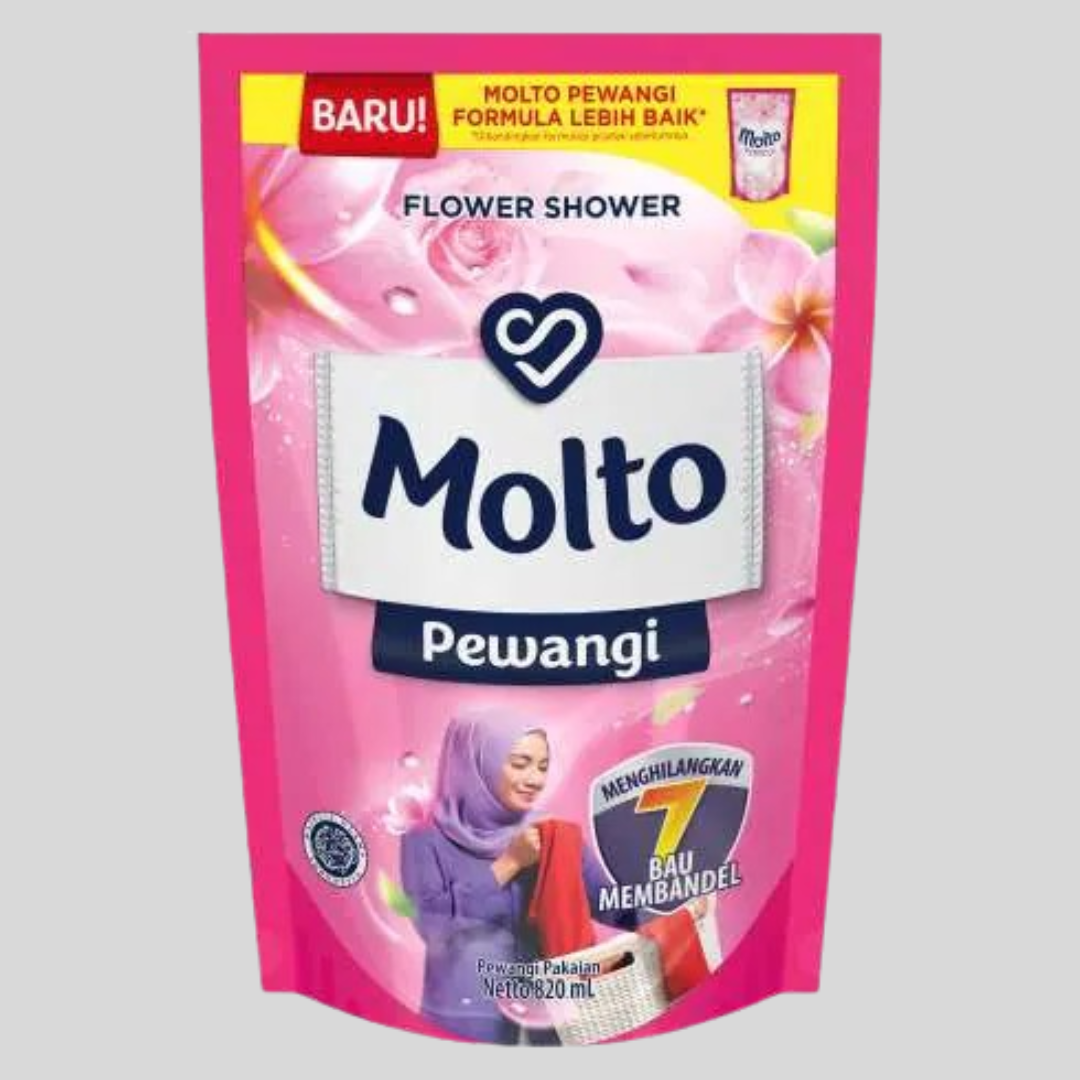 BARU!
MOLTO PEWANGI
FORMULA LEBIH BAIK*
Molto
FLOWER SHOWER
Molto
Pewangi
MENGHILANGKAN
7
BAU
MEMBANDEL
Pewangi Pakaian
Netto 820 mL